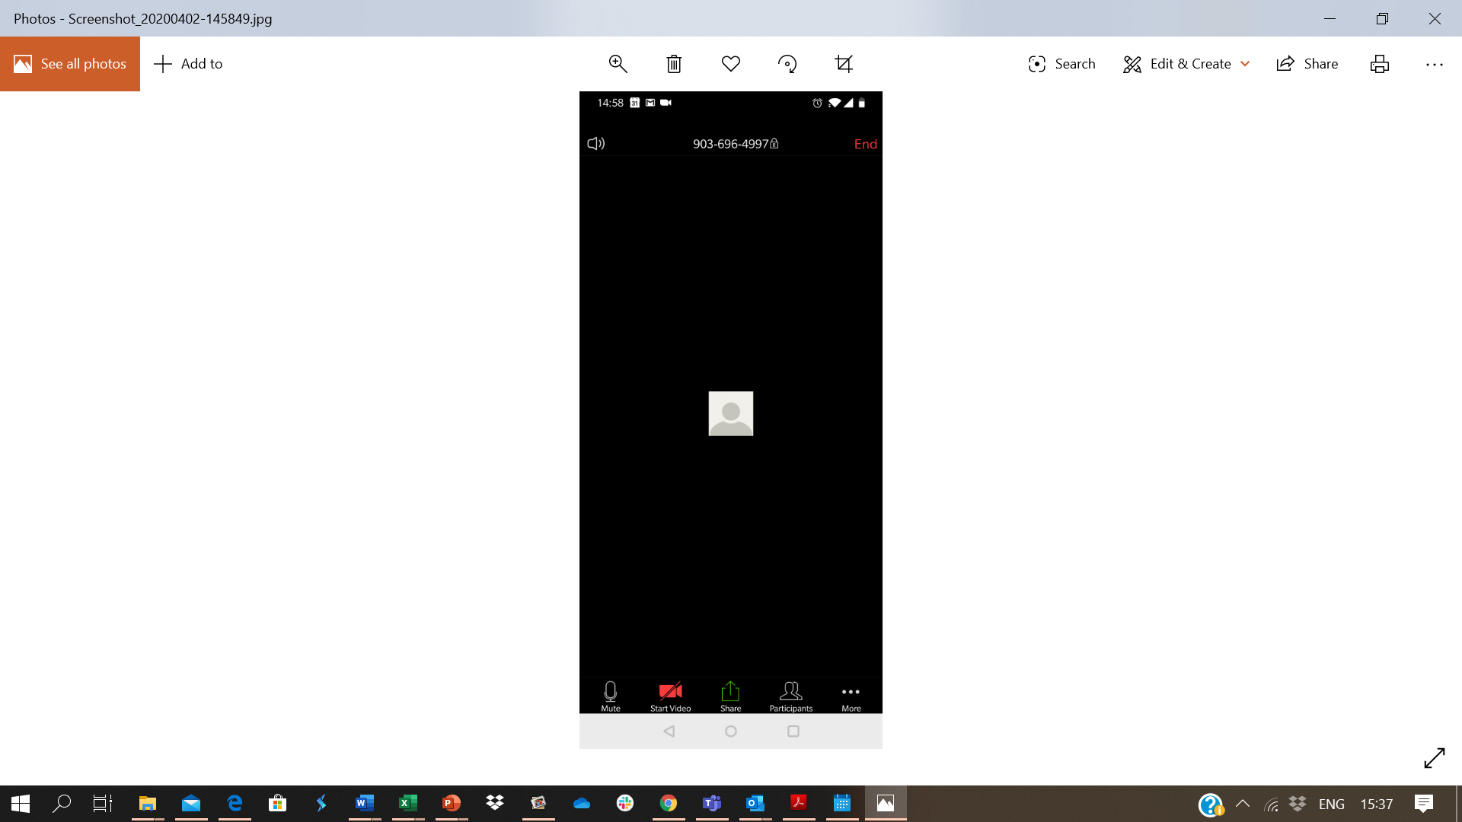 Photos - Screenshot_20200402-145849.jpg
See all photos
Add to
Search
Edit & Create
Share
14:58
31
903-696-4997
End
Mute
Start Video
Share
Participants
More
ENG
15:37